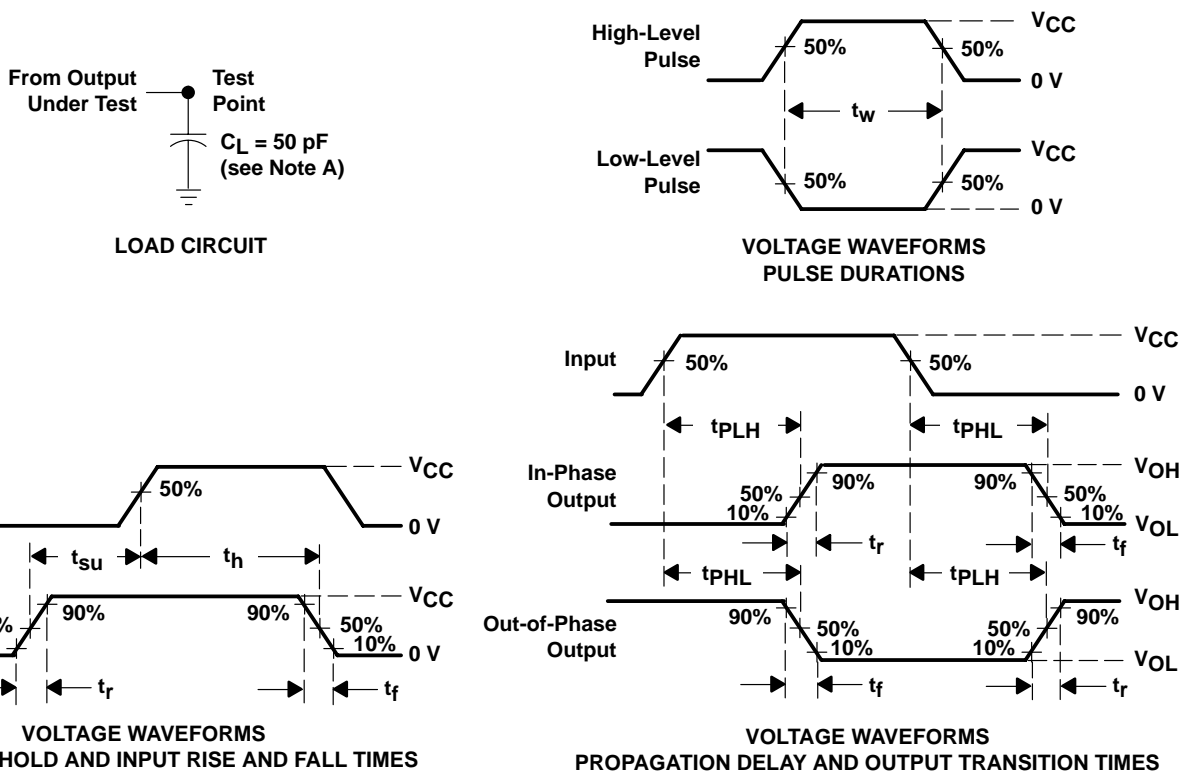 From Output
Under Test
Test
Point
CL = 50 pF
(see Note A)
LOAD CIRCUIT
High-Level
Pulse
50%
50%
VCC
0 V
tw
Low-Level
Pulse
50%
50%
VCC
0 V
VOLTAGE WAVEFORMS
PULSE DURATIONS
50%
VCC
0 V
tsu
th
90%
90%
50%
10%
VCC
0 V
tr
tf
VOLTAGE WAVEFORMS
HOLD AND INPUT RISE AND FALL TIMES
Input
50%
50%
VCC
0 V
tPLH
tPHL
In-Phase
Output
50%
10%
90%
90%
50%
10%
VOH
VOL
tr
tf
tPHL
tPLH
Out-of-Phase
Output
90%
50%
10%
50%
10%
90%
VOH
VOL
tf
tr
VOLTAGE WAVEFORMS
PROPAGATION DELAY AND OUTPUT TRANSITION TIMES